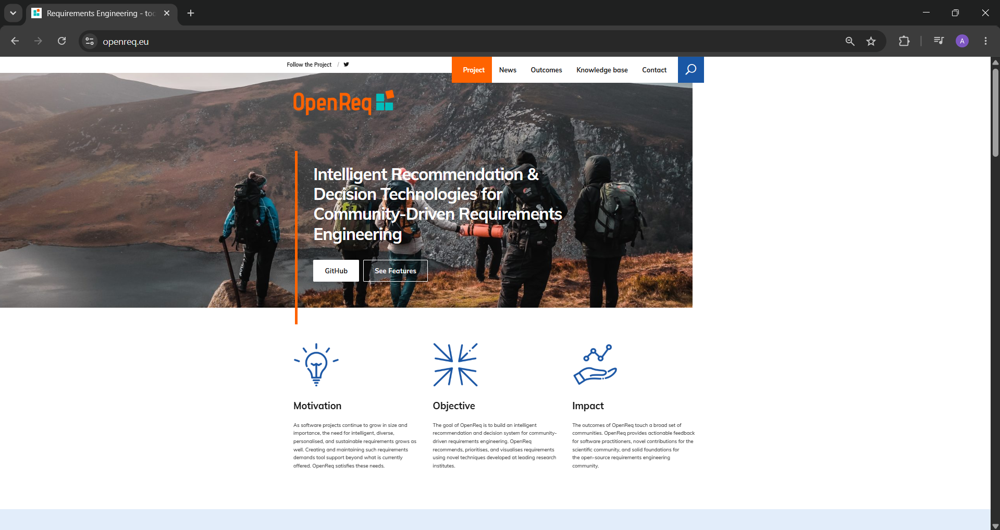 Requirements Engineering - too
openreq.eu
A
Follow the Project /
Project News Outcomes Knowledge base Contact
OpenReq
Intelligent Recommendation &
Decision Technologies for
Community-Driven Requirements
Engineering
GitHub See Features
Motivation
As software projects continue to grow in size and
importance, the need for intelligent, diverse,
personalised, and sustainable requirements grows as
well. Creating and maintaining such requirements
demands tool support beyond what is currently
offered. OpenReq satisfies these needs.
Objective
The goal of OpenReq is to build an intelligent
recommendation and decision system for community-
driven requirements engineering. OpenReq
recommends, prioritises, and visualises requirements
using novel techniques developed at leading research
institutes.
Impact
The outcomes of OpenReq touch a broad set of
communities. OpenReq provides actionable feedback
for software practitioners, novel contributions for the
scientific community, and solid foundations for
the open-source requirements engineering
community.